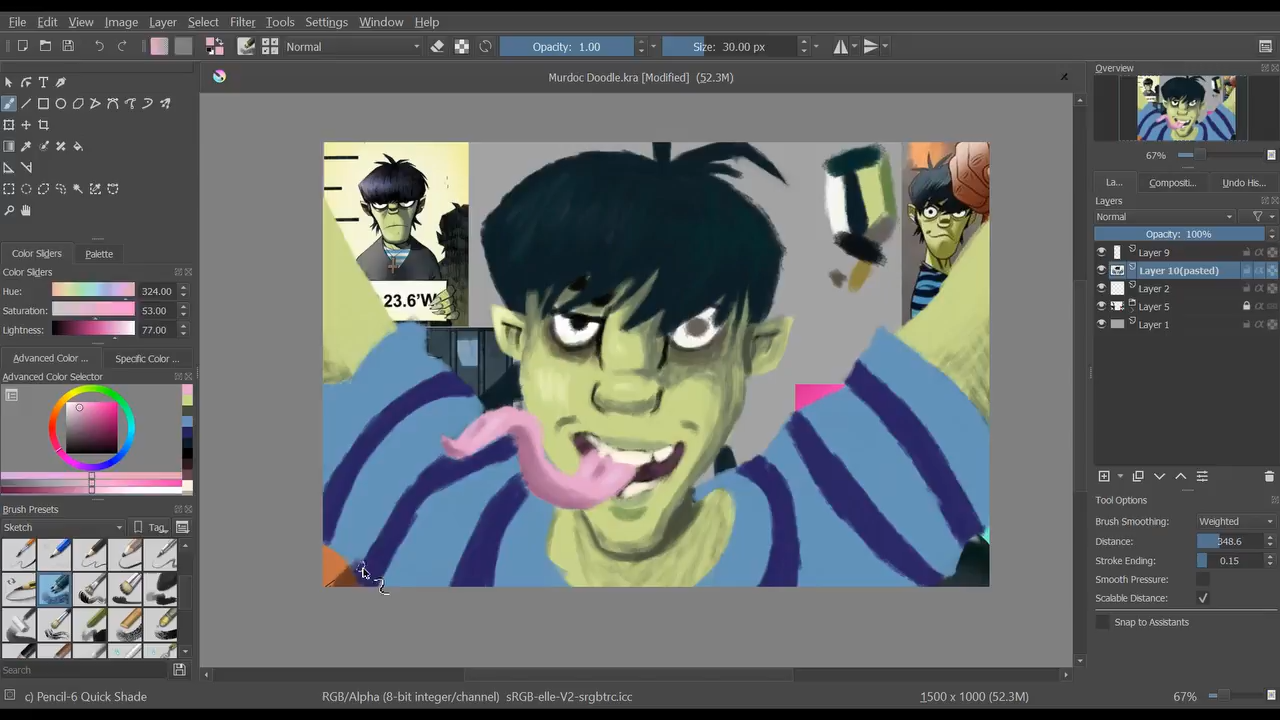 File Edit View Image Layer Select Filter Tools Settings Window Help
Normal Opacity: 1.00 Size: 30.00 px
Murdoc Doodle.kra [Modified] (52.3M)
Overview
67%
La... Compositi... Undo His...
Layers
Normal
Opacity: 100%
Layer 9
Layer 10(pasted)
Layer 2
Layer 5
Layer 1
Color Sliders Palette
Color Sliders
Hue: 324.00
Saturation: 53.00
Lightness: 77.00
Advanced Color ... Specific Color ...
Advanced Color Selector
23.6'W
Brush Presets
Sketch Tag
Search
Tool Options
Brush Smoothing: Weighted
Distance: 348.6
Stroke Ending: 0.15
Smooth Pressure:
Scalable Distance:
Snap to Assistants
c) Pencil-6 Quick Shade RGB/Alpha (8-bit integer/channel) sRGB-elle-V2-srgbtrc.icc 1500 x 1000 (52.3M) 67%